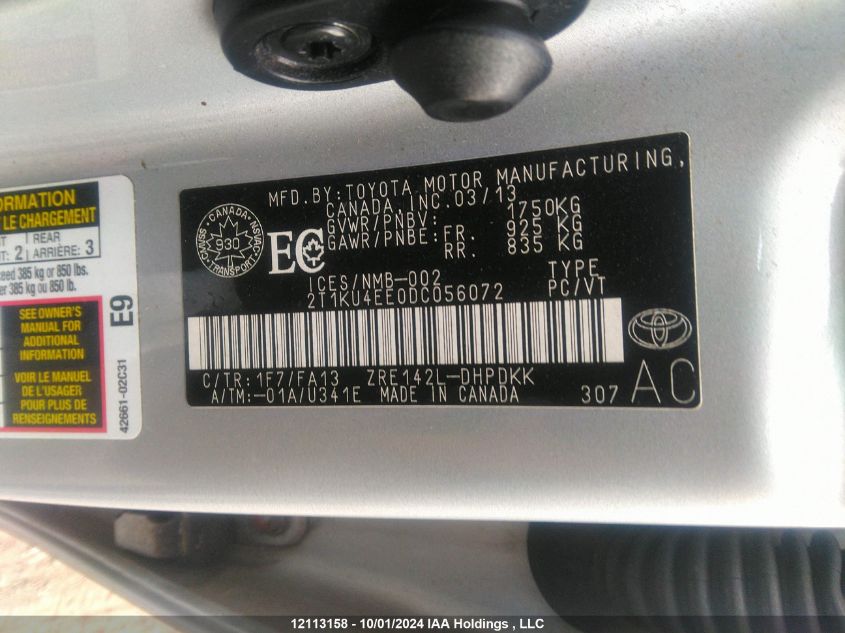 ORMATION
LE CHARGEMENT
REAR
2 ARRIÈRE: 3
ceed 385 kg or 850 lbs.
er 385 kg ou 850 lb.
SEE OWNER'S
MANUAL FOR
ADDITIONAL
INFORMATION
VOIR LE MANUEL
DE L'USAGER
POUR PLUS DE
RENSEIGNEMENTS
E9
42661-02C31
MFD.BY:TOYOTA MOTOR MANUFACTURING,
CANADA, INC.03/13
GVWR/PNBV: 1750KG
GAWR/PNBE: FR. 925 KG
RR. 835 KG
CANADA
930
TRANSPORT
CMVSS
NSVAC
EC
ICES/NMB-002 TYPE
2T1KU4EE0DC056072 PC/VT
C/TR:1F7/FA13 ZRE142L-DHPDKK
A/TM:-01A/U341E MADE IN CANADA 307 AC
12113158 - 10/01/2024 IAA Holdings , LLC